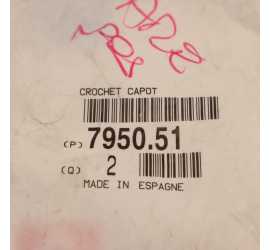 CROCHET CAPOT
(P) 7950.51
(Q) 2
MADE IN ESPAGNE